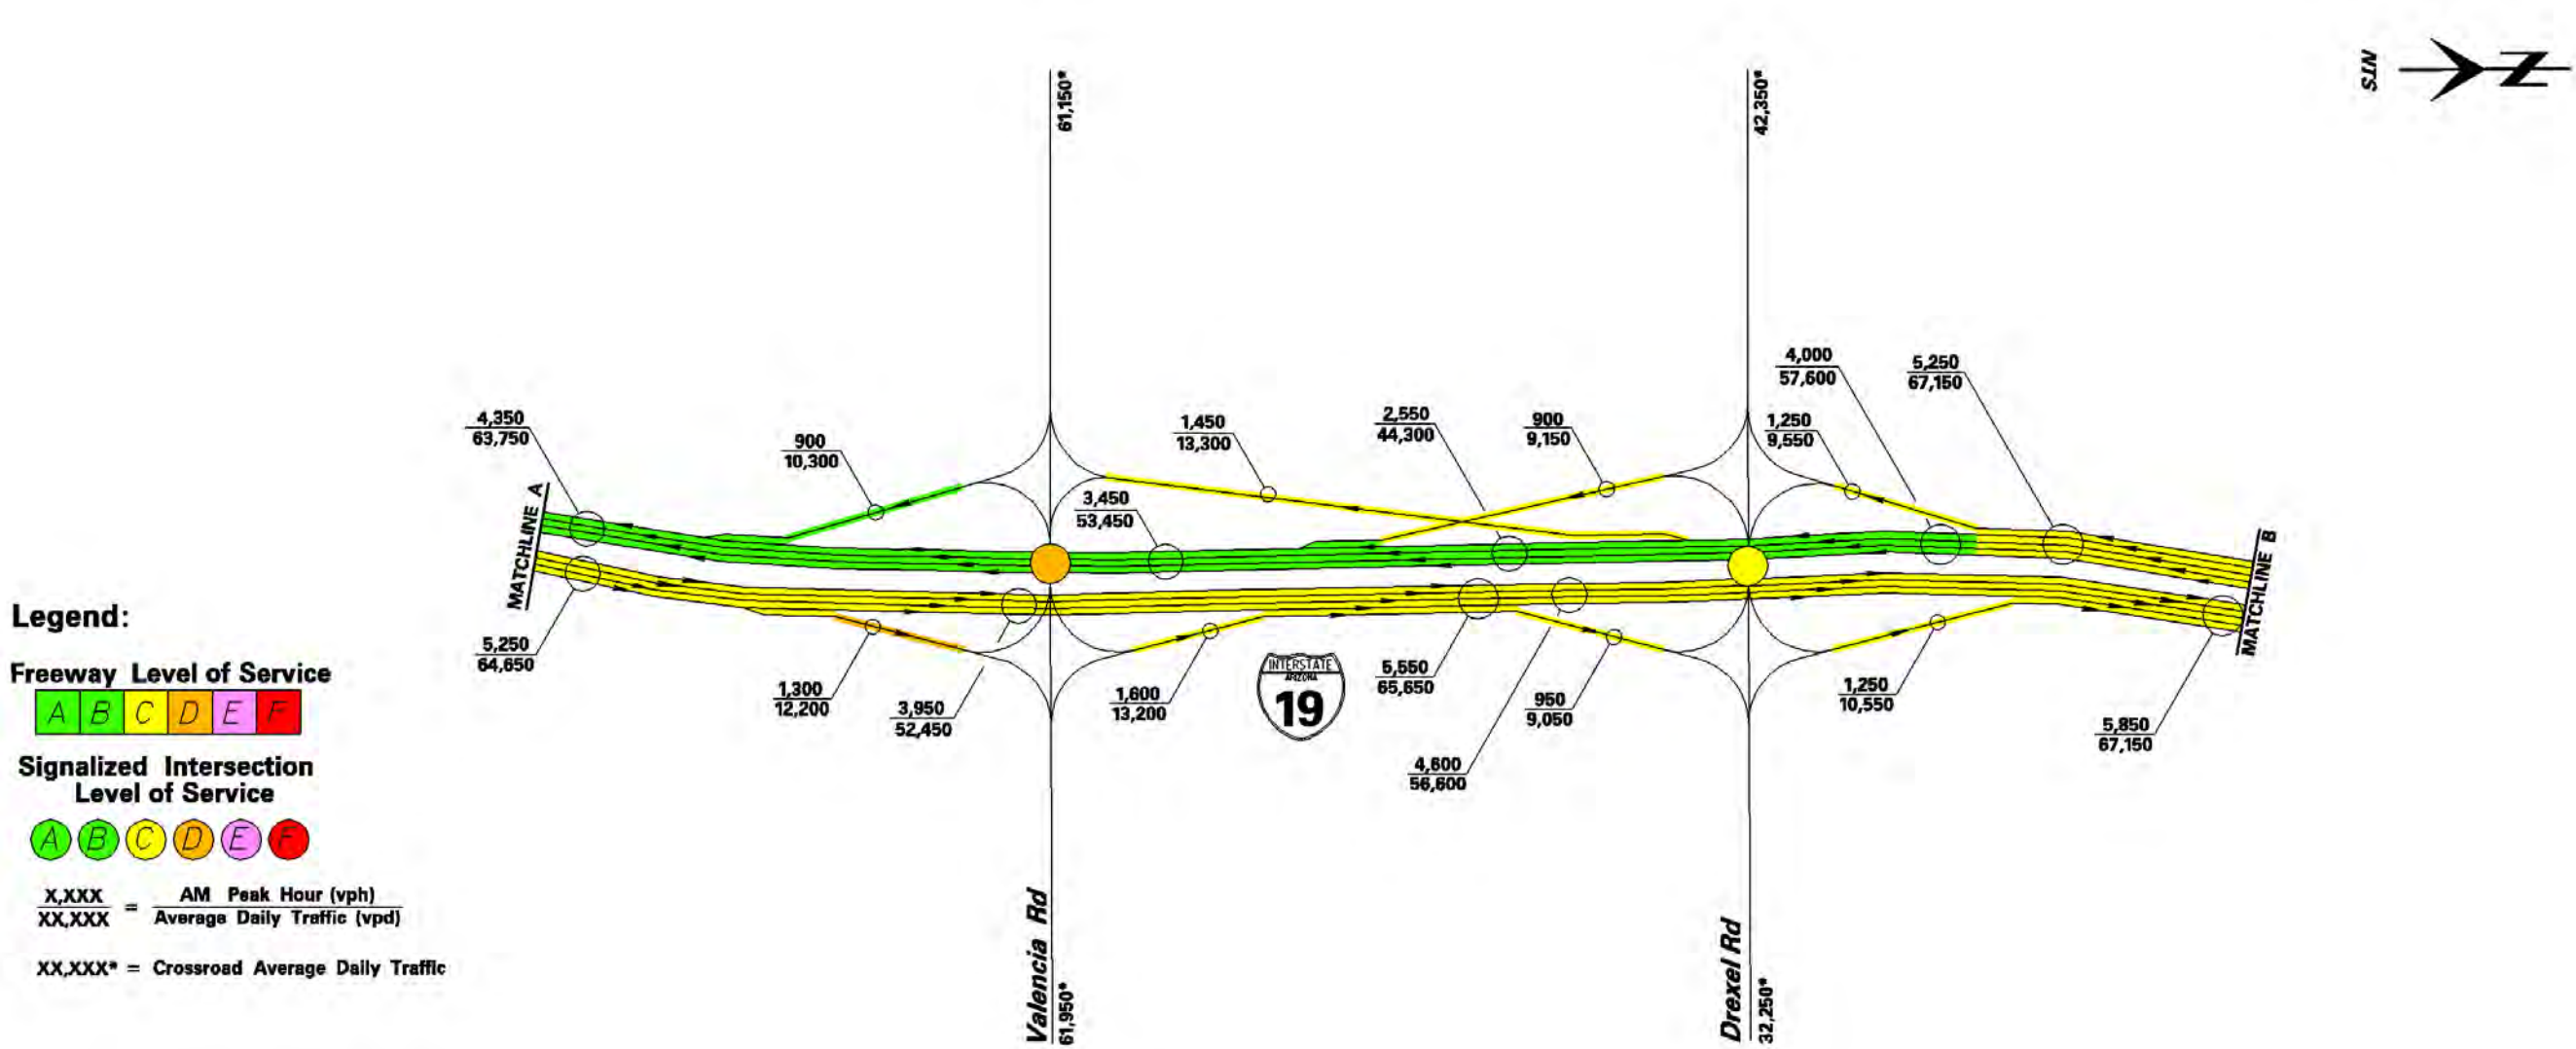 NTS
N
61,150*
42,350*
4,000
57,600
5,250
67,150
4,350
63,750
900
10,300
1,450
13,300
2,550
44,300
900
9,150
1,250
9,550
3,450
53,450
MATCHLINE A
MATCHLINE B
5,250
64,650
1,300
12,200
3,950
52,450
1,600
13,200
INTERSTATE
ARIZONA
19
5,550
65,650
4,600
56,600
950
9,050
1,250
10,550
5,850
67,150
Valencia Rd
61,950*
Drexel Rd
32,250*
Legend:
Freeway Level of Service
A B C D E F
Signalized Intersection
Level of Service
A B C D E F
X,XXX = AM Peak Hour (vph)
XX,XXX Average Daily Traffic (vpd)
XX,XXX* = Crossroad Average Daily Traffic